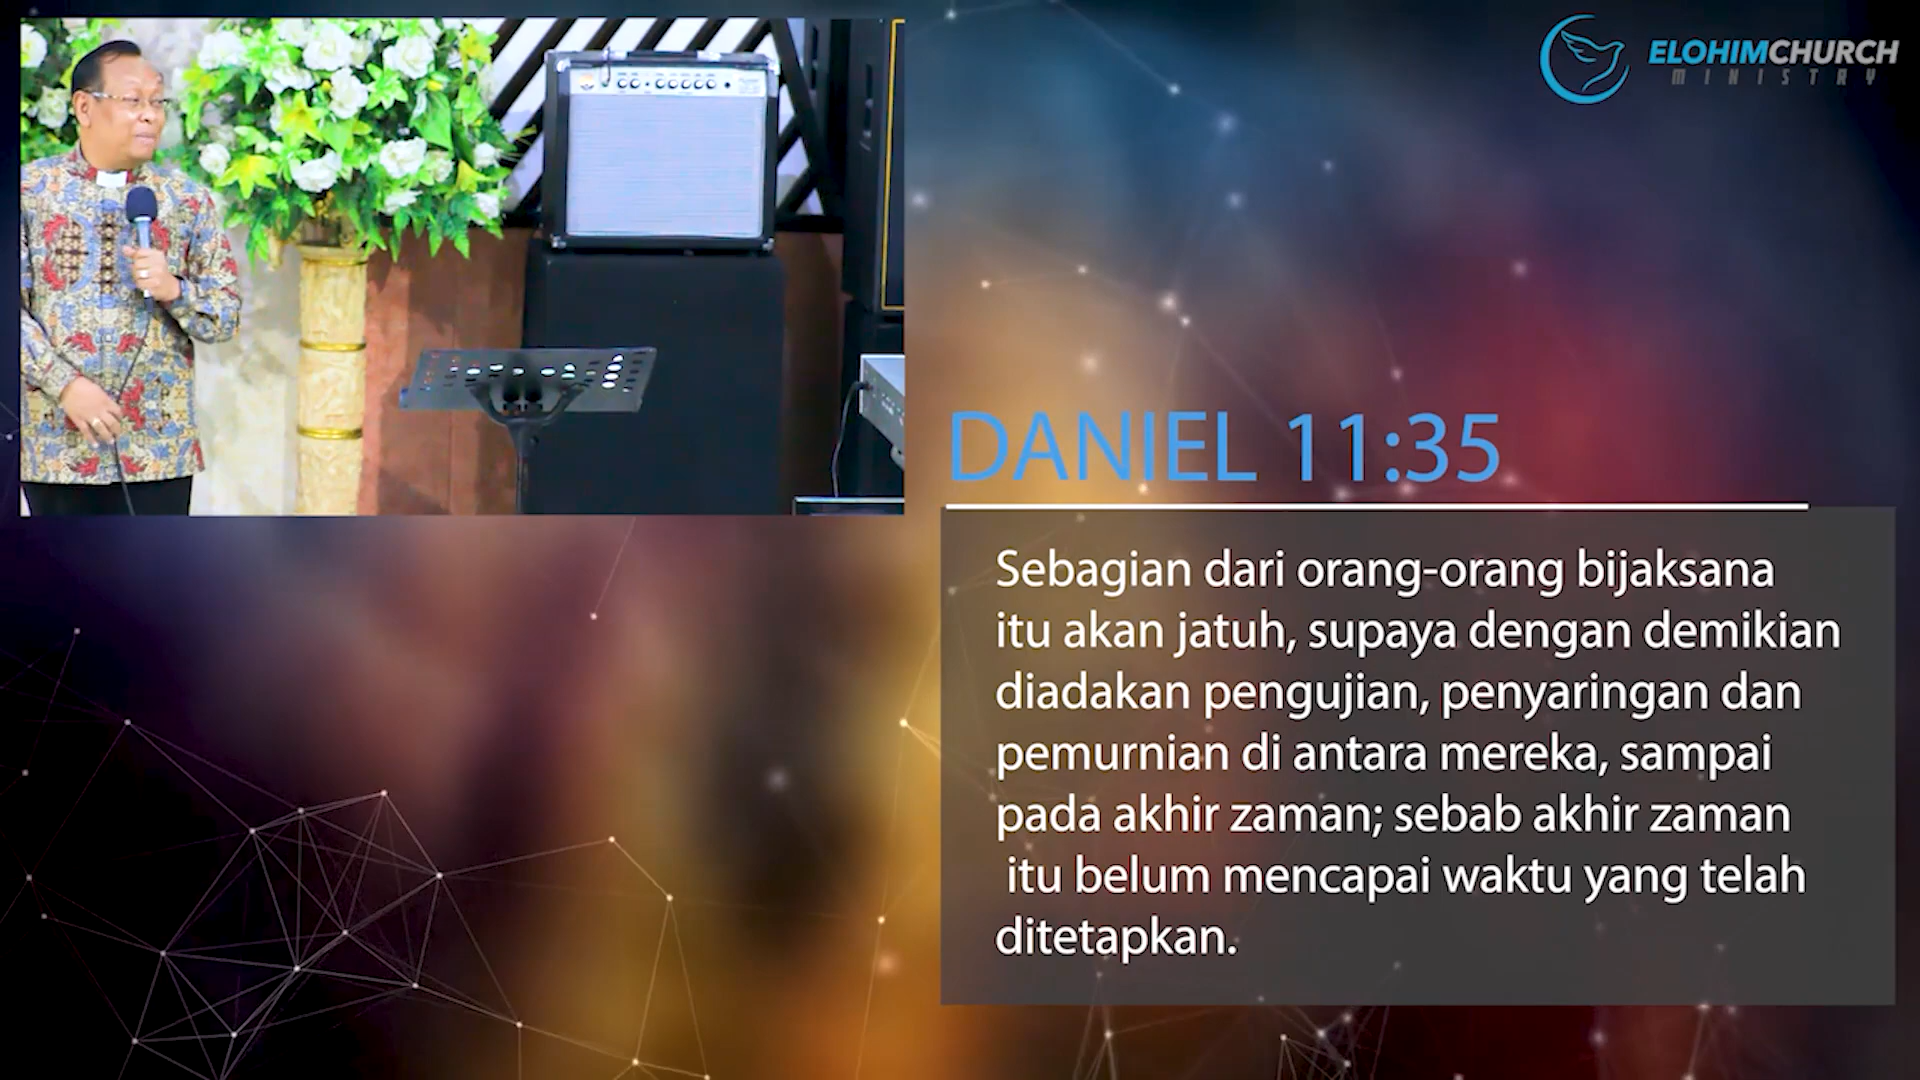 ELOHIMCHURCH
MINISTRY
DANIEL 11:35
Sebagian dari orang-orang bijaksana
itu akan jatuh, supaya dengan demikian
diadakan pengujian, penyaringan dan
pemurnian di antara mereka, sampai
pada akhir zaman; sebab akhir zaman
itu belum mencapai waktu yang telah
ditetapkan.